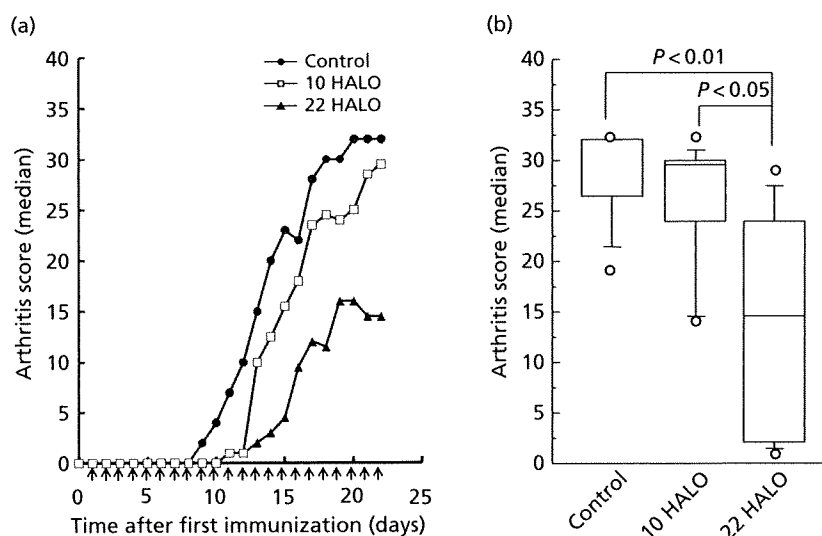 (a)
Control
10 HALO
22 HALO
40
35
30
25
20
15
10
5
0
Arthritis score (median)
0 5 10 15 20 25
Time after first immunization (days)
(b)
P < 0.01
P < 0.05
40
35
30
25
20
15
10
5
0
Arthritis score (median)
Control
10 HALO
22 HALO